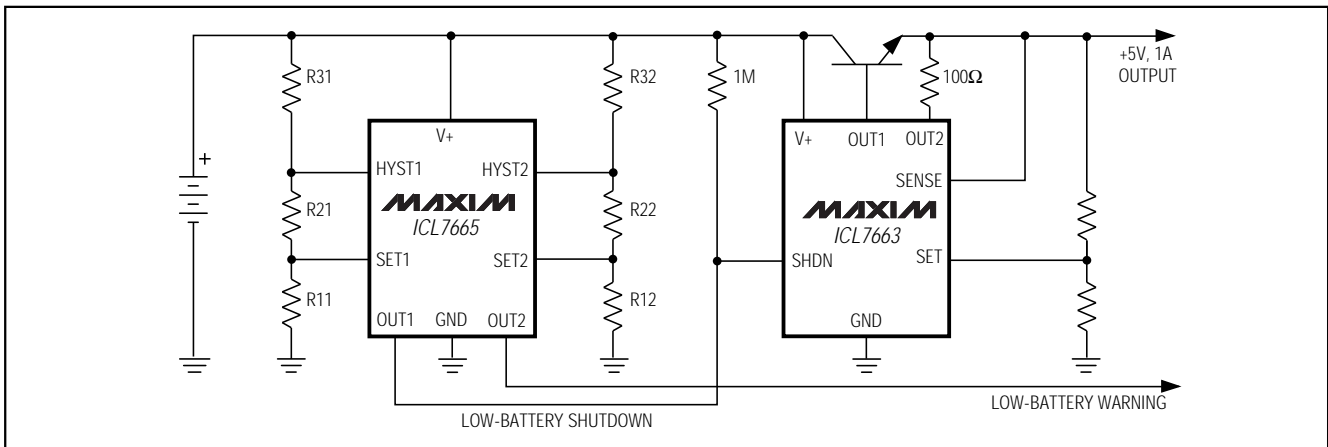 +5V, 1A
OUTPUT
R31
R32
1M
100Ω
V+
V+
OUT1
OUT2
HYST1
HYST2
SENSE
+
MAXIM
ICL7665
MAXIM
ICL7663
R21
R22
SET1
SET2
SHDN
SET
R11
R12
OUT1
GND
OUT2
GND
LOW-BATTERY SHUTDOWN
LOW-BATTERY WARNING